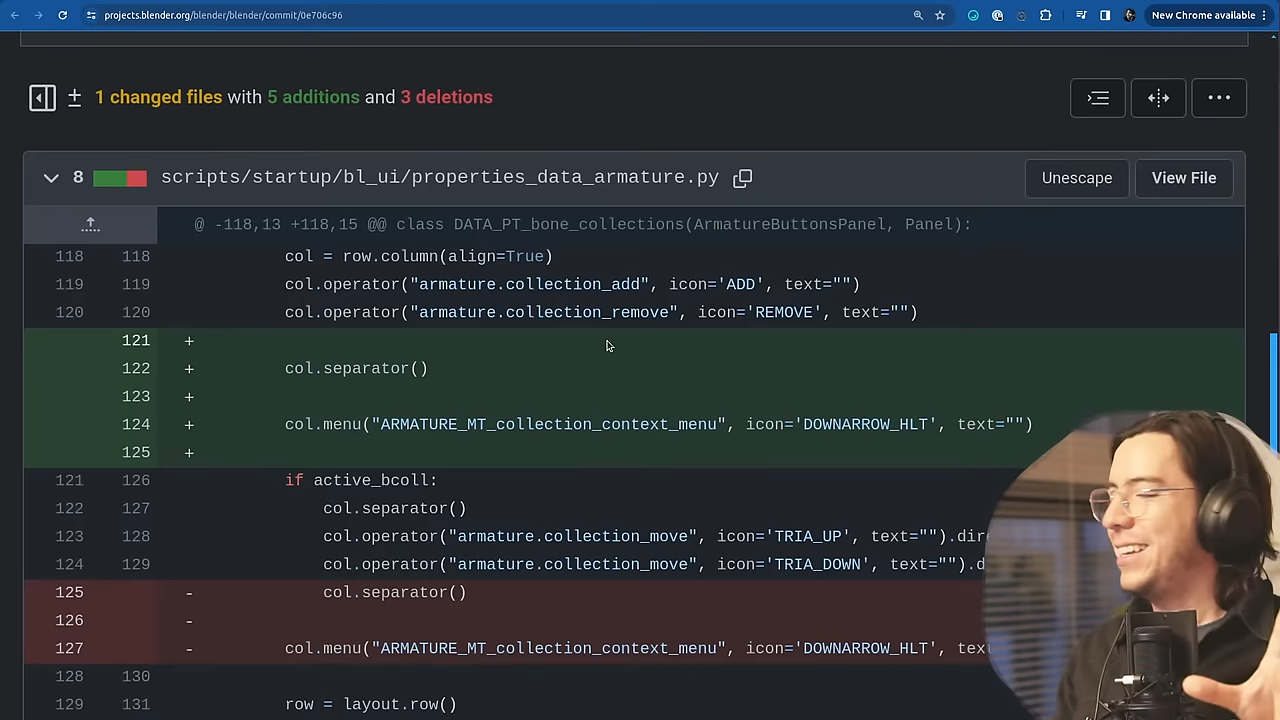 projects.blender.org/blender/blender/commit/0e706c96
New Chrome available
1 changed files with 5 additions and 3 deletions
8 scripts/startup/bl_ui/properties_data_armature.py Unescape View File
@ -118,13 +118,15 @@ class DATA_PT_bone_collections(ArmatureButtonsPanel, Panel):
118 118 col = row.column(align=True)
119 119 col.operator("armature.collection_add", icon='ADD', text="")
120 120 col.operator("armature.collection_remove", icon='REMOVE', text="")
121 +
122 + col.separator()
123 +
124 + col.menu("ARMATURE_MT_collection_context_menu", icon='DOWNARROW_HLT', text="")
125 +
121 126 if active_bcoll:
122 127 col.separator()
123 128 col.operator("armature.collection_move", icon='TRIA_UP', text="").dir
124 129 col.operator("armature.collection_move", icon='TRIA_DOWN', text="").d
125 - col.separator()
126 -
127 - col.menu("ARMATURE_MT_collection_context_menu", icon='DOWNARROW_HLT', tex
128 130
129 131 row = layout.row()